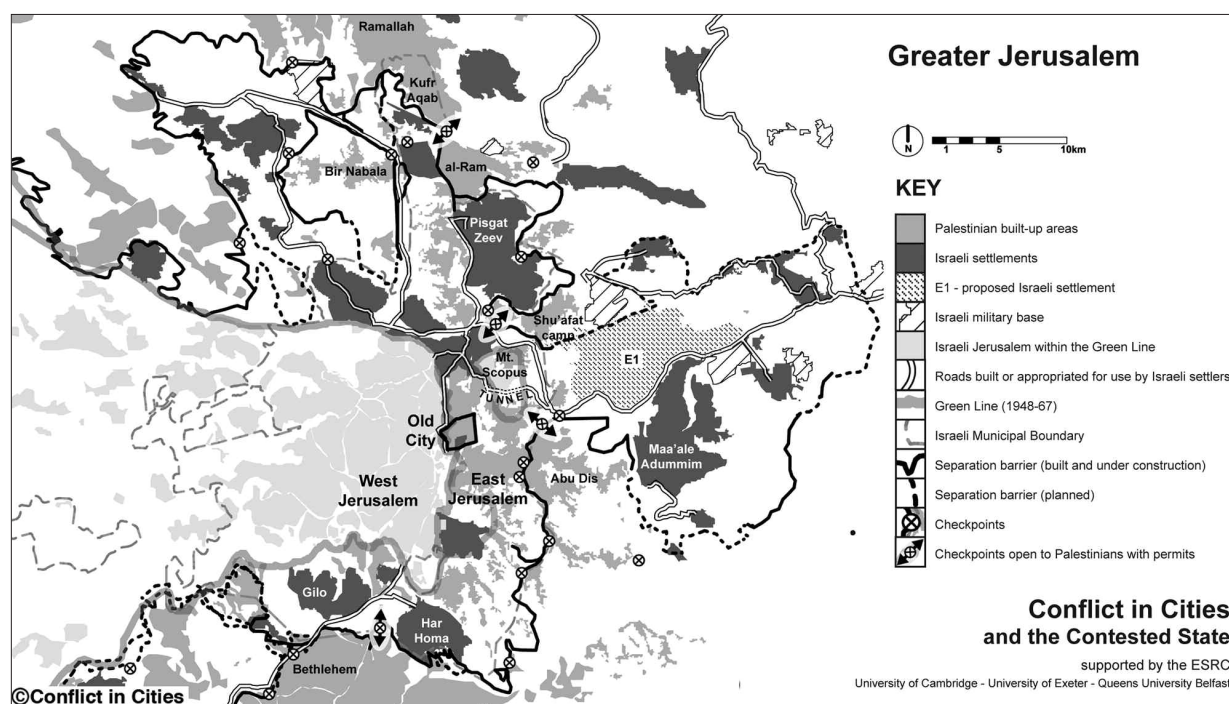 Greater Jerusalem
N
1
5
10km
KEY
Palestinian built-up areas
Israeli settlements
E1 - proposed Israeli settlement
Israeli military base
Israeli Jerusalem within the Green Line
Roads built or appropriated for use by Israeli settlers
Green Line (1948-67)
Israeli Municipal Boundary
Separation barrier (built and under construction)
Separation barrier (planned)
Checkpoints
Checkpoints open to Palestinians with permits
Ramallah
Kufr
Aqab
Bir Nabala
al-Ram
Pisgat
Zeev
Shu'afat
camp
Mt.
Scopus
E1
TUNNEL
Old
City
West
Jerusalem
East
Jerusalem
Abu Dis
Maa'ale
Adummim
Gilo
Har
Homa
Bethlehem
©Conflict in Cities
Conflict in Cities
and the Contested State
supported by the ESRC
University of Cambridge - University of Exeter - Queens University Belfast